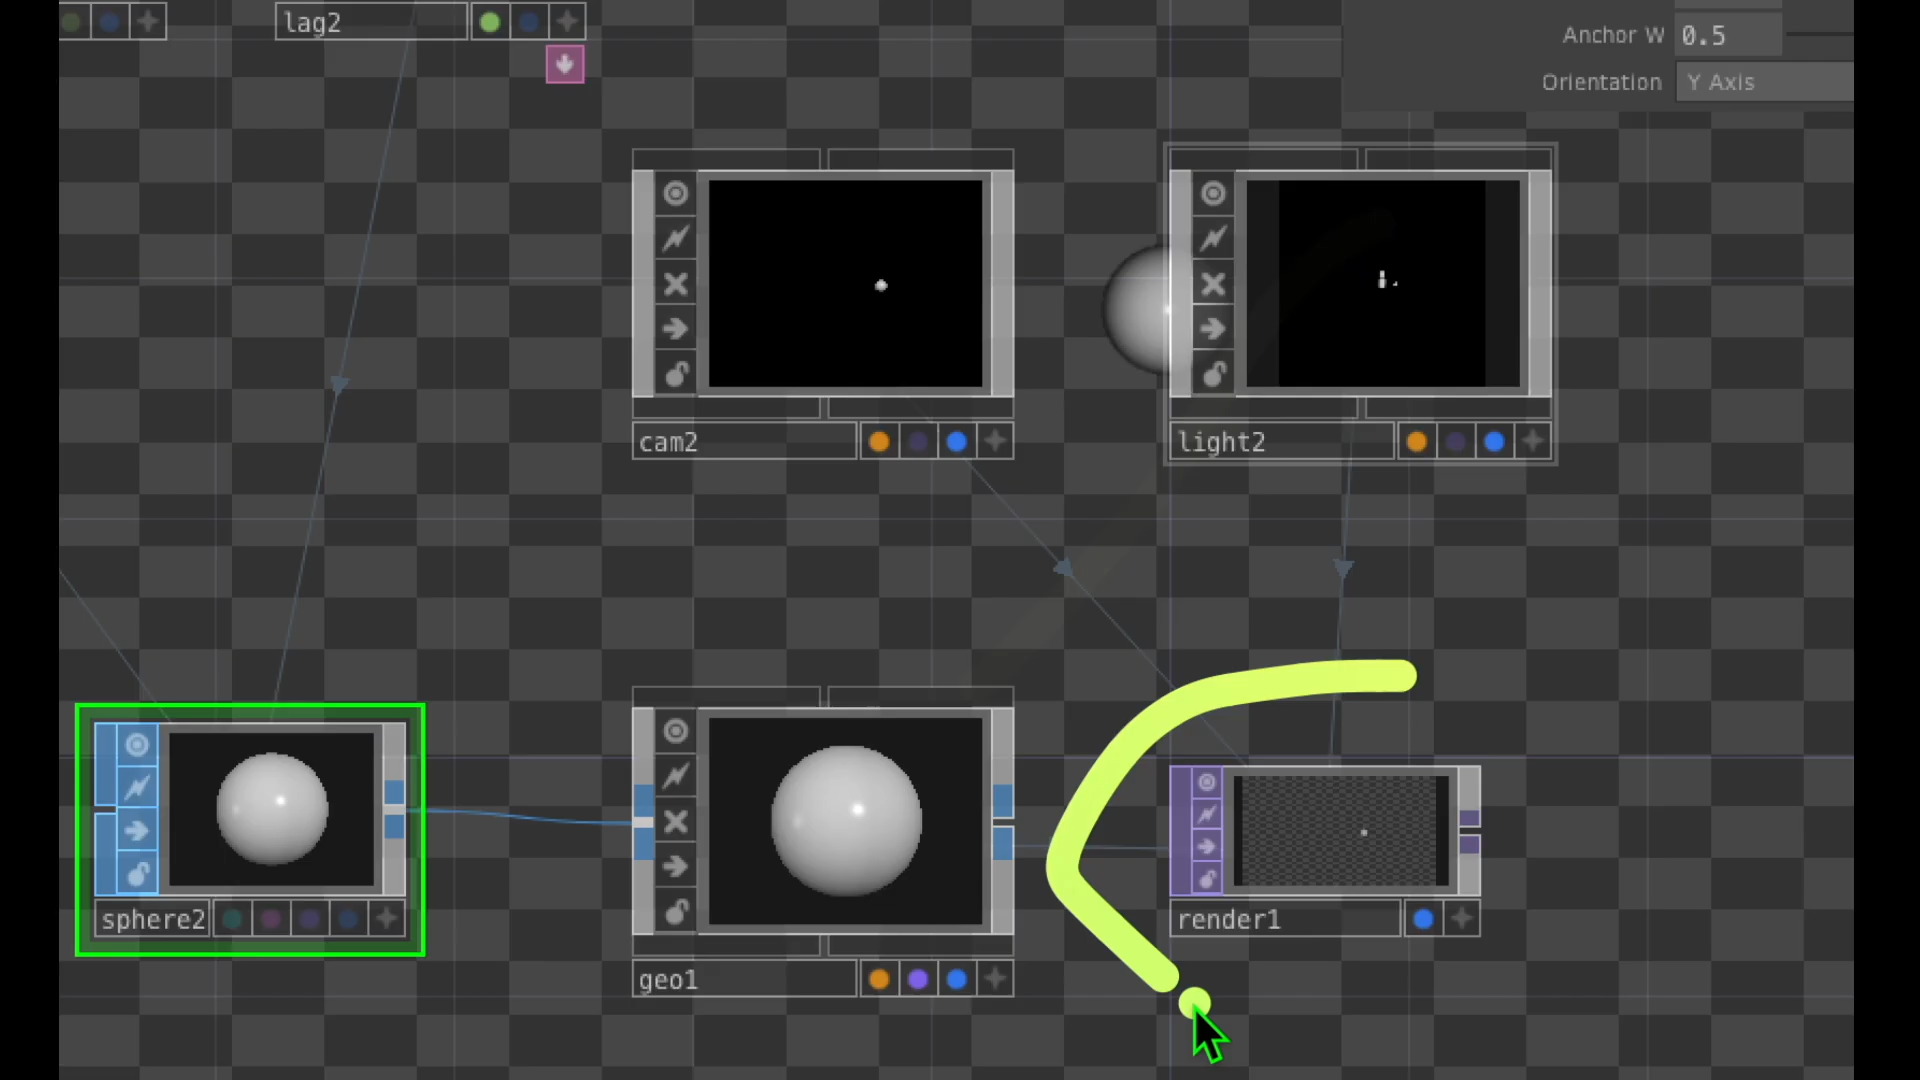 lag2
Anchor W 0.5
Orientation Y Axis
cam2
light2
sphere2
geo1
render1